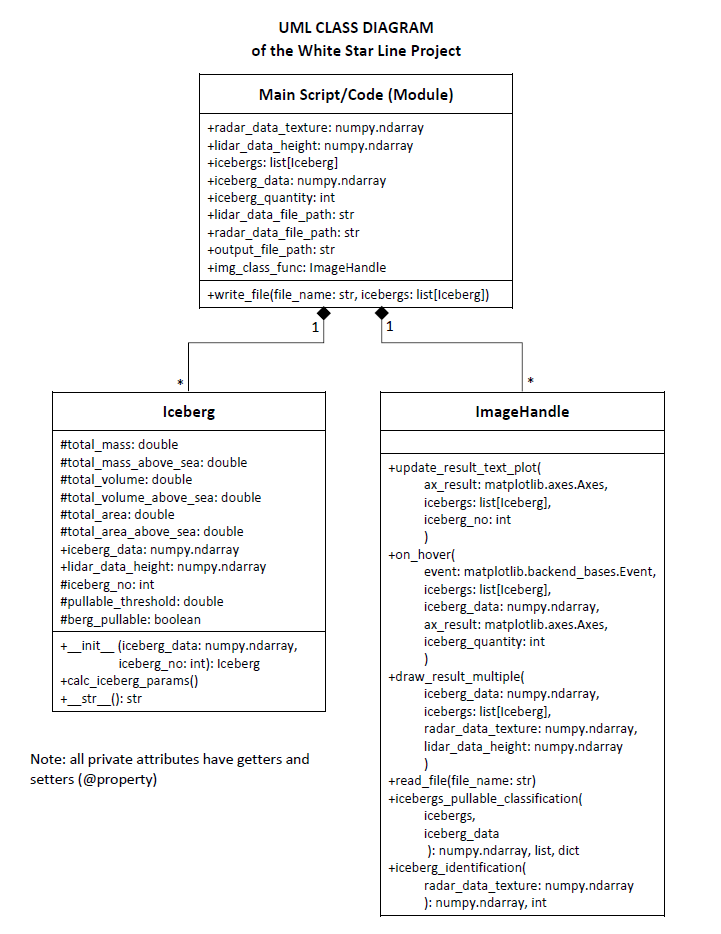 UML CLASS DIAGRAM
of the White Star Line Project
Main Script/Code (Module)
+radar_data_texture: numpy.ndarray
+lidar_data_height: numpy.ndarray
+icebergs: list[Iceberg]
+iceberg_data: numpy.ndarray
+iceberg_quantity: int
+lidar_data_file_path: str
+radar_data_file_path: str
+output_file_path: str
+img_class_func: ImageHandle
+write_file(file_name: str, icebergs: list[Iceberg])
1
1
*
*
Iceberg
#total_mass: double
#total_mass_above_sea: double
#total_volume: double
#total_volume_above_sea: double
#total_area: double
#total_area_above_sea: double
+iceberg_data: numpy.ndarray
+lidar_data_height: numpy.ndarray
#iceberg_no: int
#pullable_threshold: double
#berg_pullable: boolean
+__init__ (iceberg_data: numpy.ndarray,
iceberg_no: int): Iceberg
+calc_iceberg_params()
+__str__(): str
Note: all private attributes have getters and
setters (@property)
ImageHandle
+update_result_text_plot(
ax_result: matplotlib.axes.Axes,
icebergs: list[Iceberg],
iceberg_no: int
)
+on_hover(
event: matplotlib.backend_bases.Event,
icebergs: list[Iceberg],
iceberg_data: numpy.ndarray,
ax_result: matplotlib.axes.Axes,
iceberg_quantity: int
)
+draw_result_multiple(
iceberg_data: numpy.ndarray,
icebergs: list[Iceberg],
radar_data_texture: numpy.ndarray,
lidar_data_height: numpy.ndarray
)
+read_file(file_name: str)
+icebergs_pullable_classification(
icebergs,
iceberg_data
): numpy.ndarray, list, dict
+iceberg_identification(
radar_data_texture: numpy.ndarray
): numpy.ndarray, int